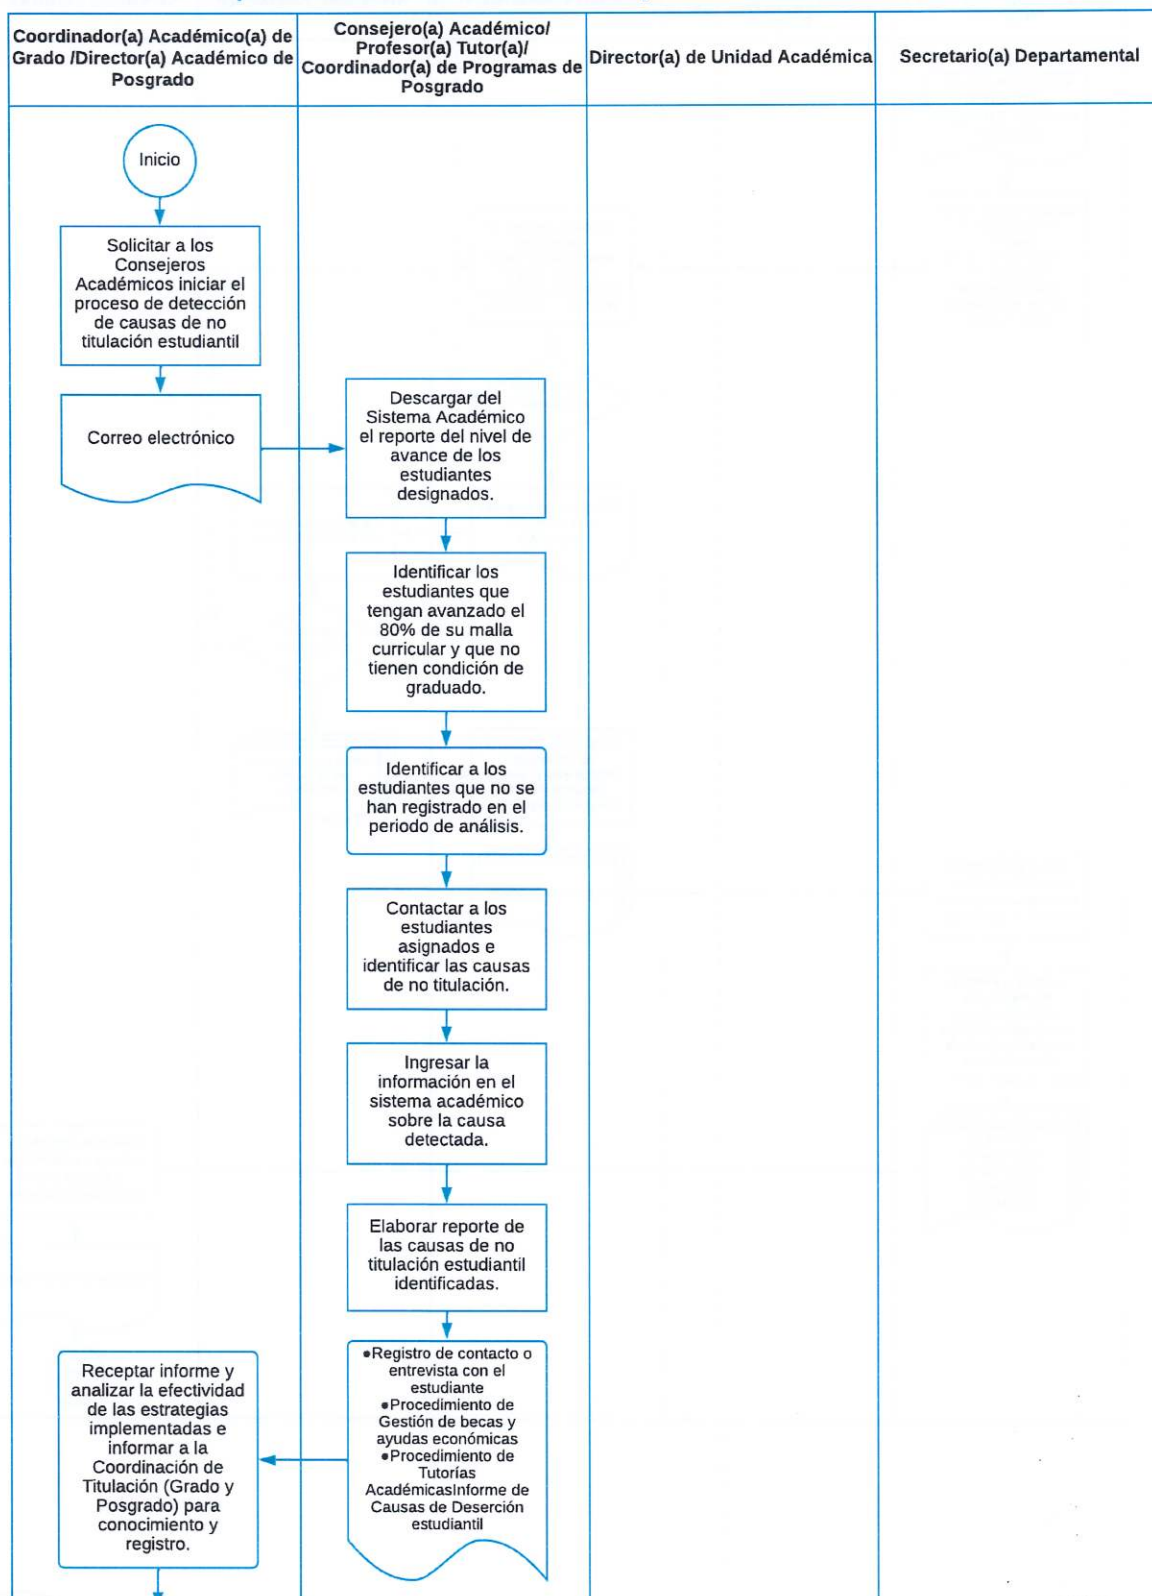 Coordinador(a) Académico(a) de
Grado /Director(a) Académico de
Posgrado
Consejero(a) Académico/
Profesor(a) Tutor(a)/
Coordinador(a) de Programas de
Posgrado
Director(a) de Unidad Académica
Secretario(a) Departamental
Inicio
Solicitar a los
Consejeros
Académicos iniciar el
proceso de detección
de causas de no
titulación estudiantil
Correo electrónico
Descargar del
Sistema Académico
el reporte del nivel de
avance de los
estudiantes
designados.
Identificar los
estudiantes que
tengan avanzado el
80% de su malla
curricular y que no
tienen condición de
graduado.
Identificar a los
estudiantes que no se
han registrado en el
periodo de análisis.
Contactar a los
estudiantes
asignados e
identificar las causas
de no titulación.
Ingresar la
información en el
sistema académico
sobre la causa
detectada.
Elaborar reporte de
las causas de no
titulación estudiantil
identificadas.
●Registro de contacto o
entrevista con el
estudiante
●Procedimiento de
Gestión de becas y
ayudas económicas
●Procedimiento de
Tutorías
AcadémicasInforme de
Causas de Deserción
estudiantil
Receptar informe y
analizar la efectividad
de las estrategias
implementadas e
informar a la
Coordinación de
Titulación (Grado y
Posgrado) para
conocimiento y
registro.